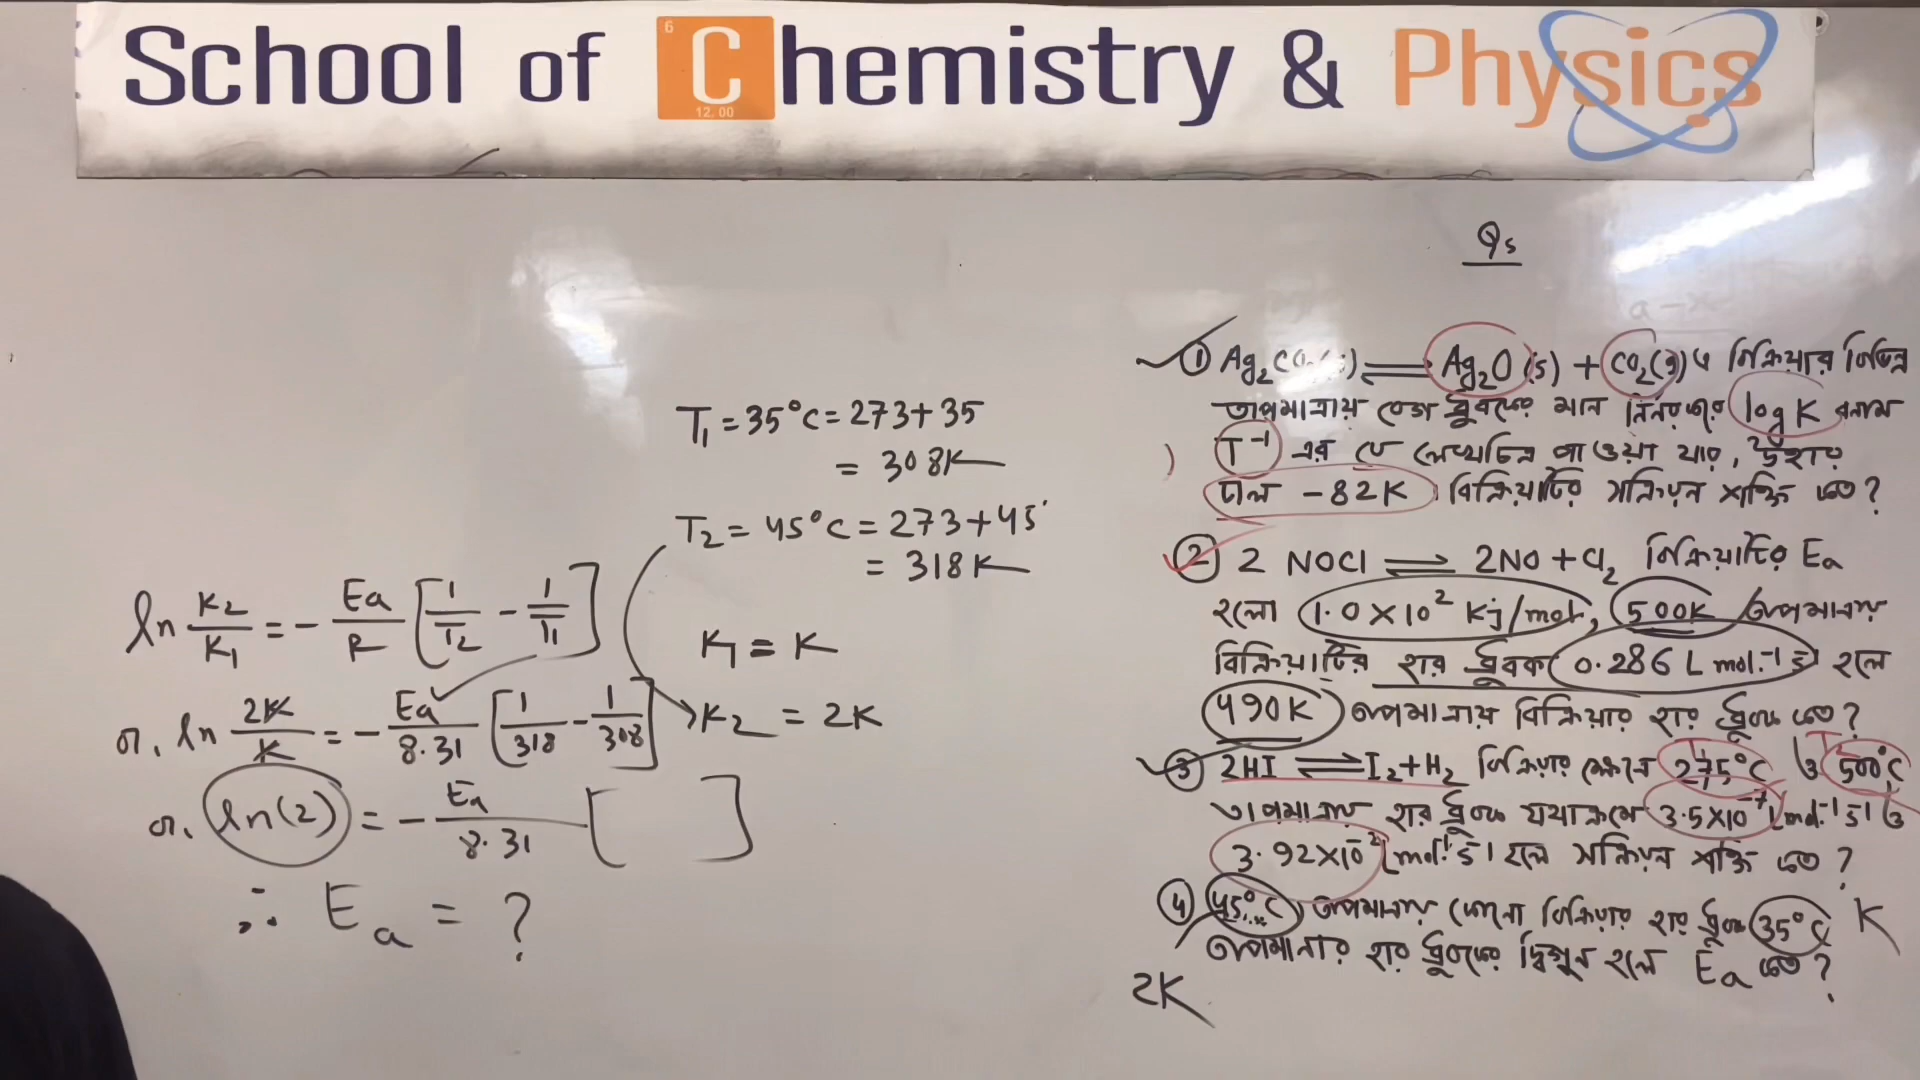 School of Chemistry & Physics
6
12.00
Qs
T₁ = 35°C = 273+35
= 308K
T₂ = 45°C = 273+45
= 318K
K₁ = K
K₂ = 2K
ln K₂/K₁ = - Ea/R [1/T₂ - 1/T₁]
or, ln 2K/K = - Ea/8.31 [1/318 - 1/308]
or, ln(2) = - Ea/8.31 [ ]
∴ Ea = ?
① Ag₂CO₃(s) ⇌ Ag₂O(s) + CO₂(g) বিক্রিয়ার বিভিন্ন
তাপমাত্রায় ধ্রুবকের মান নির্ণয় করে logK বনাম
T⁻¹ এর যে লেখচিত্র পাওয়া যায়, উহার
ঢাল -82K। বিক্রিয়াটির সক্রিয়ন শক্তি কত?
② 2 NOCl ⇌ 2NO + Cl₂ বিক্রিয়াটির Ea
হলো 1.0×10² Kj/mol, 500K তাপমাত্রায়
বিক্রিয়াটির হার ধ্রুবক 0.286 L mol⁻¹ s⁻¹ হলে
490K তাপমাত্রায় বিক্রিয়ার হার ধ্রুবক কত?
③ 2HI ⇌ I₂+H₂ বিক্রিয়ার ক্ষেত্রে 275°C ও 500°C
তাপমাত্রায় হার ধ্রুবক যথাক্রমে 3.5×10⁻⁷ L mol⁻¹ s⁻¹ ও
3.92×10⁻² L mol⁻¹ s⁻¹ হলে সক্রিয়ন শক্তি কত?
④ 45°C তাপমাত্রায় কোনো বিক্রিয়ার হার ধ্রুবক 35°C K
তাপমাত্রার হার ধ্রুবকের দ্বিগুন হলে Ea কত?
2K